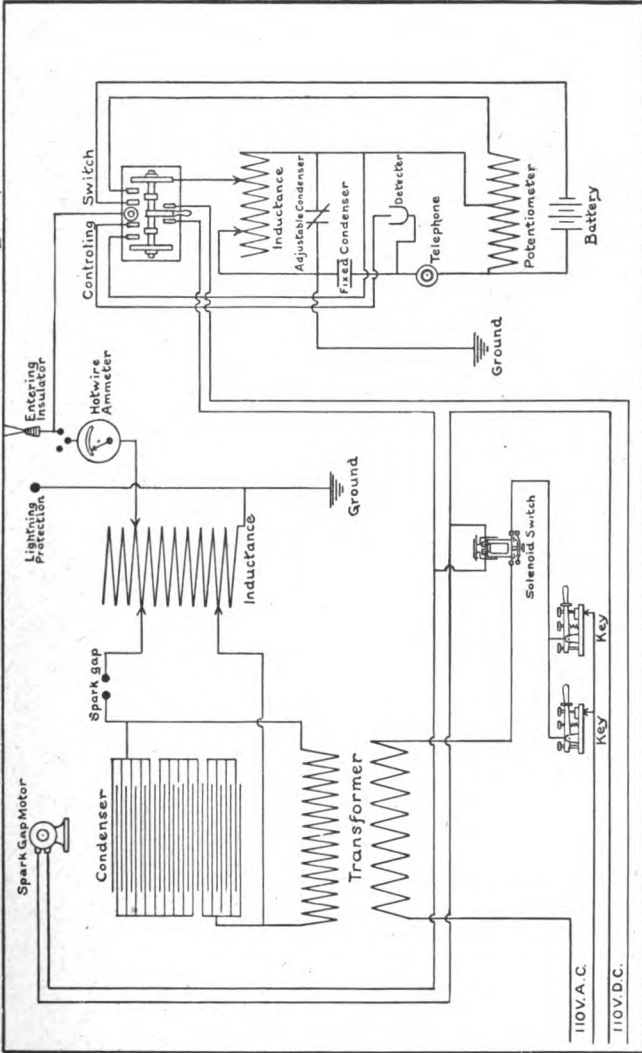 Spark Gap Motor
Lightning
Protection
Entering
Insulator
Hotwire
Ammeter
Controling
Switch
Condenser
Spark gap
Inductance
Ground
Inductance
Adjustable Condenser
Fixed Condenser
Detecter
Telephone
Ground
Potentiometer
Battery
Transformer
Solenoid Switch
Key
Key
110V. A.C.
110V. D.C.